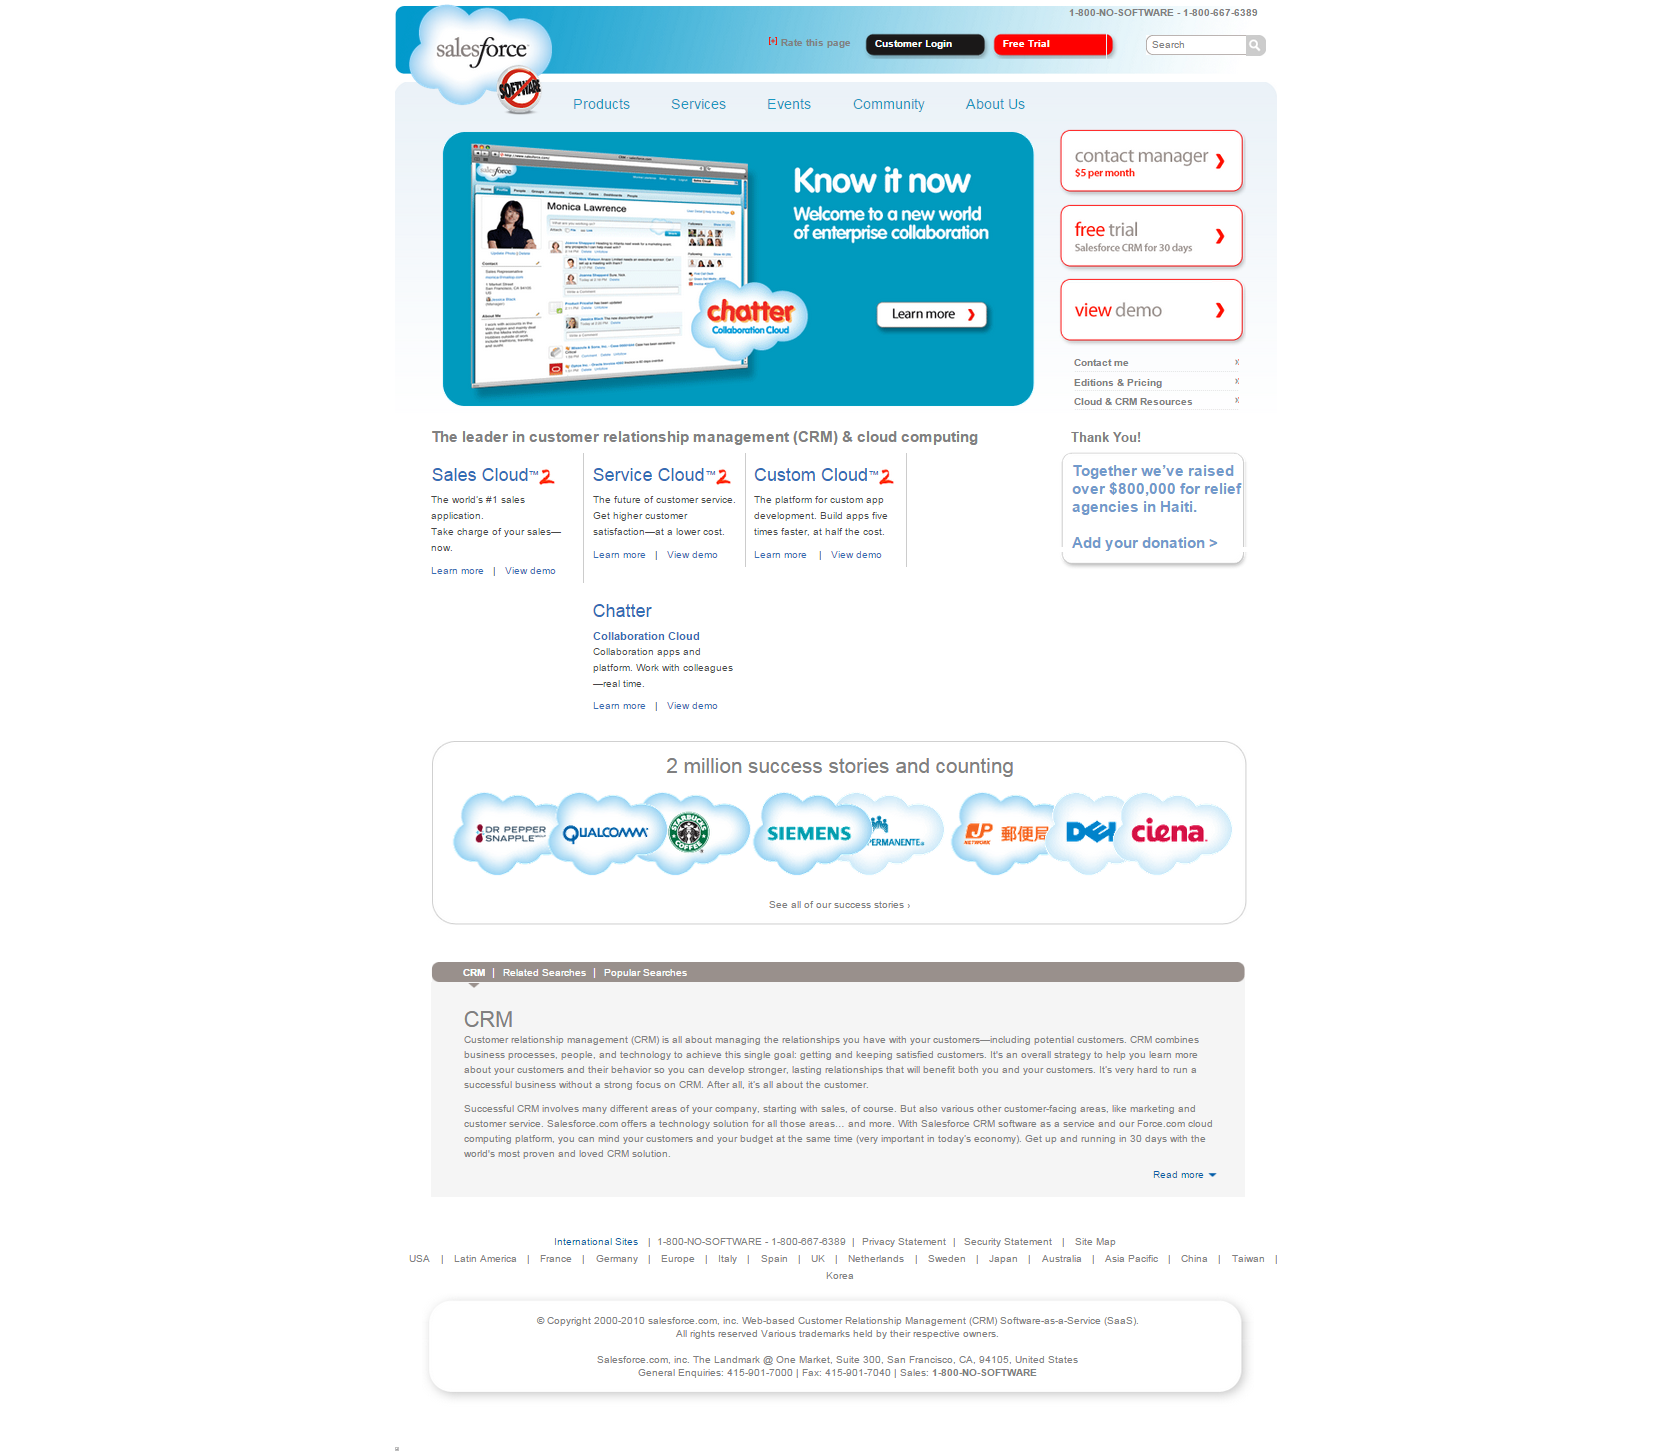 1-800-NO-SOFTWARE - 1-800-667-6389
salesforce
SOFTWARE
Rate this page
Customer Login
Free Trial
Search
Products
Services
Events
Community
About Us
Monica Lawrence
Contact
About Me
chatter
Collaboration Cloud
Know it now
Welcome to a new world
of enterprise collaboration
Learn more
contact manager
$5 per month
free trial
Salesforce CRM for 30 days
view demo
Contact me
Editions & Pricing
Cloud & CRM Resources
The leader in customer relationship management (CRM) & cloud computing
Sales Cloud™ 2
The world's #1 sales
application.
Take charge of your sales—
now.
Learn more | View demo
Service Cloud™ 2
The future of customer service.
Get higher customer
satisfaction—at a lower cost.
Learn more | View demo
Custom Cloud™ 2
The platform for custom app
development. Build apps five
times faster, at half the cost.
Learn more | View demo
Thank You!
Together we've raised
over $800,000 for relief
agencies in Haiti.
Add your donation >
Chatter
Collaboration Cloud
Collaboration apps and
platform. Work with colleagues
—real time.
Learn more | View demo
2 million success stories and counting
DR PEPPER
SNAPPLE
QUALCOMM
STARBUCKS
COFFEE
SIEMENS
PERMANENTE®
JP
NETWORK
郵便局
DELL
ciena.
See all of our success stories ›
CRM | Related Searches | Popular Searches
CRM
Customer relationship management (CRM) is all about managing the relationships you have with your customers—including potential customers. CRM combines
business processes, people, and technology to achieve this single goal: getting and keeping satisfied customers. It's an overall strategy to help you learn more
about your customers and their behavior so you can develop stronger, lasting relationships that will benefit both you and your customers. It's very hard to run a
successful business without a strong focus on CRM. After all, it's all about the customer.
Successful CRM involves many different areas of your company, starting with sales, of course. But also various other customer-facing areas, like marketing and
customer service. Salesforce.com offers a technology solution for all those areas... and more. With Salesforce CRM software as a service and our Force.com cloud
computing platform, you can mind your customers and your budget at the same time (very important in today's economy). Get up and running in 30 days with the
world's most proven and loved CRM solution.
Read more
International Sites | 1-800-NO-SOFTWARE - 1-800-667-6389 | Privacy Statement | Security Statement | Site Map
USA | Latin America | France | Germany | Europe | Italy | Spain | UK | Netherlands | Sweden | Japan | Australia | Asia Pacific | China | Taiwan |
Korea
© Copyright 2000-2010 salesforce.com, inc. Web-based Customer Relationship Management (CRM) Software-as-a-Service (SaaS).
All rights reserved Various trademarks held by their respective owners.
Salesforce.com, inc. The Landmark @ One Market, Suite 300, San Francisco, CA, 94105, United States
General Enquiries: 415-901-7000 | Fax: 415-901-7040 | Sales: 1-800-NO-SOFTWARE